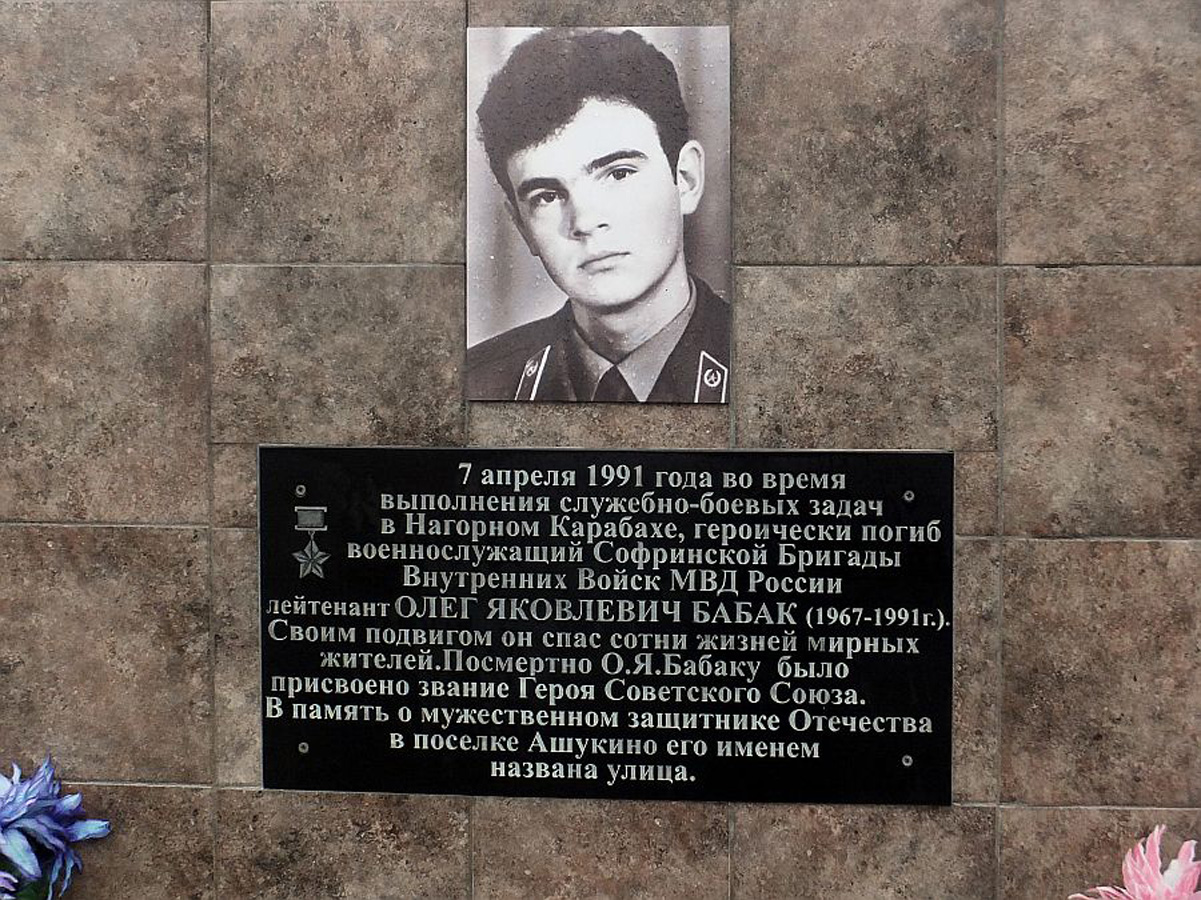 7 апреля 1991 года во время
выполнения служебно-боевых задач
в Нагорном Карабахе, героически погиб
военнослужащий Софринской Бригады
Внутренних Войск МВД России
лейтенант ОЛЕГ ЯКОВЛЕВИЧ БАБАК (1967-1991г.).
Своим подвигом он спас сотни жизней мирных
жителей.Посмертно О.Я.Бабаку было
присвоено звание Героя Советского Союза.
В память о мужественном защитнике Отечества
в поселке Ашукино его именем
названа улица.